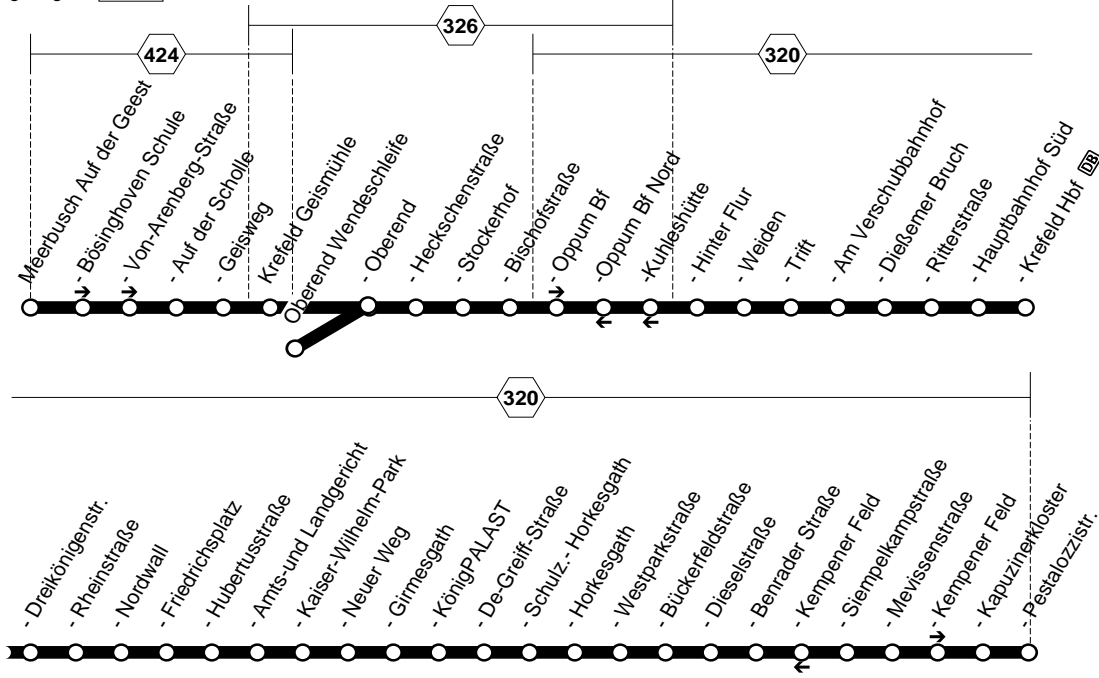 326
424
320
Meerbusch Auf der Geest
- Bösinghoven Schule
- Von-Arenberg-Straße
- Auf der Scholle
- Geisweg
Krefeld Geismühle
Oberend Wendeschleife
- Oberend
- Heckschenstraße
- Stockerhof
- Bischofstraße
- Oppum Bf
- Oppum Bf Nord
- Kuhleshütte
- Hinter Flur
- Weiden
- Trift
- Am Verschubbahnhof
- Dießemer Bruch
- Ritterstraße
- Hauptbahnhof Süd
- Krefeld Hbf DB
320
- Dreikönigenstr.
- Rheinstraße
- Nordwall
- Friedrichsplatz
- Hubertusstraße
- Amts-und Landgericht
- Kaiser-Wilhelm-Park
- Neuer Weg
- Girmesgath
- KönigPALAST
- De-Greiff-Straße
- Schulz.- Horkesgath
- Horkesgath
- Westparkstraße
- Bückerfeldstraße
- Dieselstraße
- Benrader Straße
- Kempener Feld
- Siempelkampstraße
- Mevissenstraße
- Kempener Feld
- Kapuzinerkloster
- Pestalozzistr.